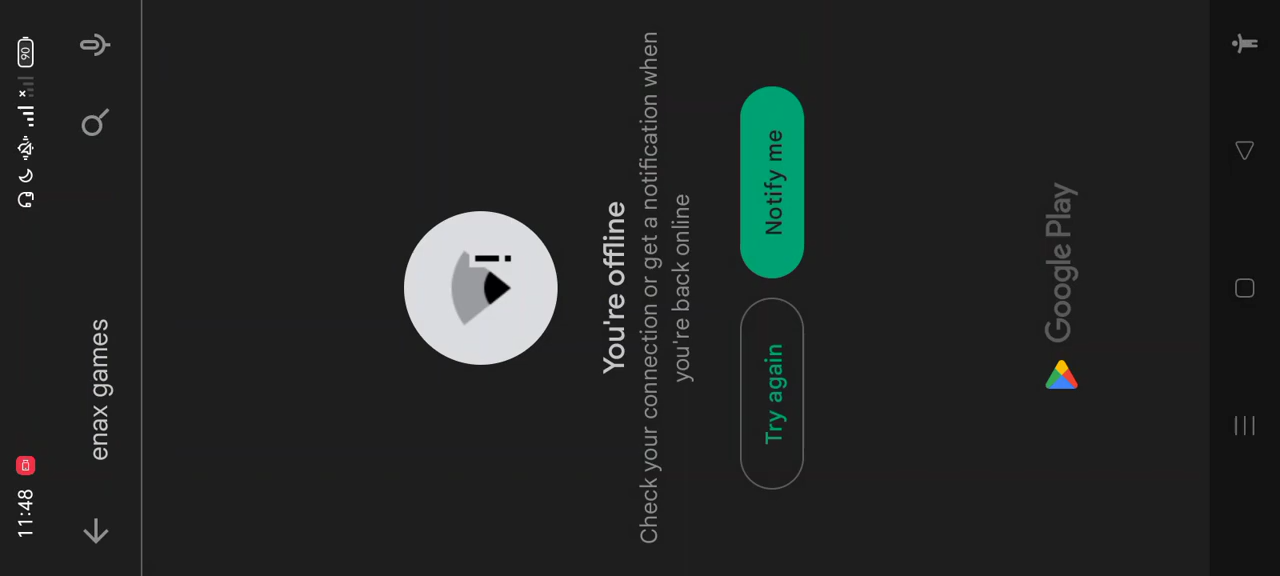 11:48
90
enax games
You're offline
Check your connection or get a notification when
you're back online
Try again
Notify me
Google Play